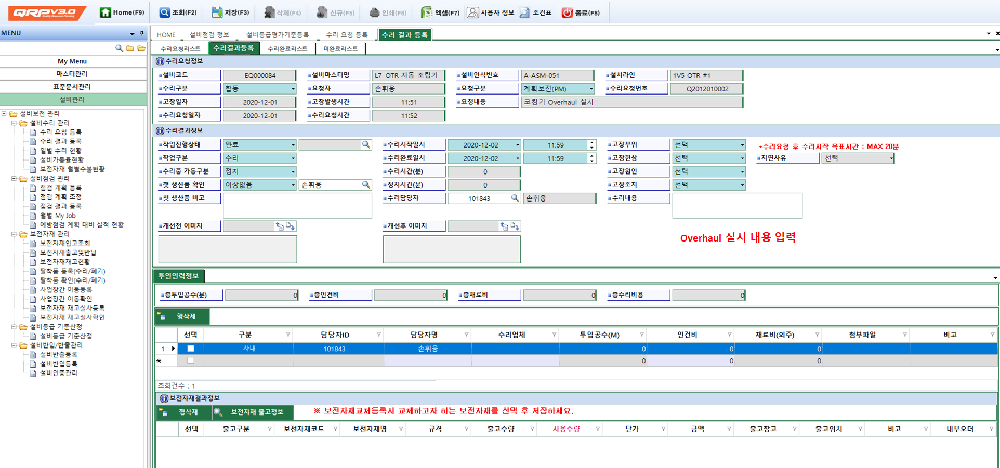 QRPV3.0 Home(F9) 조회(F2) 저장(F3) 삭제(F4) 신규(F5) 인쇄(F6) 엑셀(F7) 사용자 정보 조건표 종료(F8)
Quality Resource Planning
MENU
My Menu
마스터관리
표준문서관리
설비관리
설비보전 관리
설비수리 관리
수리 요청 등록
수리 결과 등록
일별 수리 현황
설비가동율현황
보전자재 월별수불현황
설비점검 관리
점검 계획 등록
점검 계획 조정
점검 결과 등록
월별 My Job
예방점검 계획 대비 실적 현황
보전자재 관리
보전자재입고조회
보전자재출고및반납
보전자재재고현황
탈착품 등록(수리/폐기)
탈착품 확인(수리/폐기)
사업장간 이동등록
사업장간 이동확인
보전자재 재고실사등록
보전자재 재고실사확인
설비등급 기준산정
설비등급 기준산정
설비반입/반출관리
설비반출등록
설비반입등록
설비인증관리
HOME 설비점검 정보 설비등급평가기준등록 수리 요청 등록 수리 결과 등록
수리요청리스트 수리결과등록 수리완료리스트 미완료리스트
수리요청정보
설비코드 EQ000084 설비마스터명 L7 OTR 자동 조립기 설비인식번호 A-ASM-051 설치라인 1V5 OTR #1
수리구분 합동 요청자 손휘웅 요청구분 계획보전(PM) 수리요청번호 Q2012010002
고장일자 2020-12-01 고장발생시간 11:51 요청내용 코킹기 Overhaul 실시
수리요청일자 2020-12-01 수리요청시간 11:52
수리결과정보
작업진행상태 완료 수리시작일시 2020-12-02 11:59 고장부위 선택 *수리요청 후 수리시작 목표시간 : MAX 20분
작업구분 수리 수리완료일시 2020-12-02 11:59 고장현상 선택 지연사유 선택
수리중 가동구분 정지 수리시간(분) 0 고장원인 선택
첫 생산품 확인 이상없음 손휘웅 정지시간(분) 0 고장조치 선택
첫 생산품 비고 수리담당자 101843 손휘웅 수리내용
개선전 이미지 개선후 이미지
Overhaul 실시 내용 입력
투인인력정보
총투입공수(분) 0 총인건비 0 총재료비 0 총수리비용 0
행삭제
선택 구분 담당자ID 담당자명 수리업체 투입공수(M) 인건비 재료비(외주) 첨부파일 비고
1 사내 101843 손휘웅 0 0 0
* 0 0 0
조회건수 : 1
보전자재결과정보
행삭제 보전자재 출고정보 ※ 보전자재교체등록시 교체하고자 하는 보전자재를 선택 후 저장하세요.
선택 출고구분 보전자재코드 보전자재명 규격 출고수량 사용수량 단가 금액 출고창고 출고위치 비고 내부오더